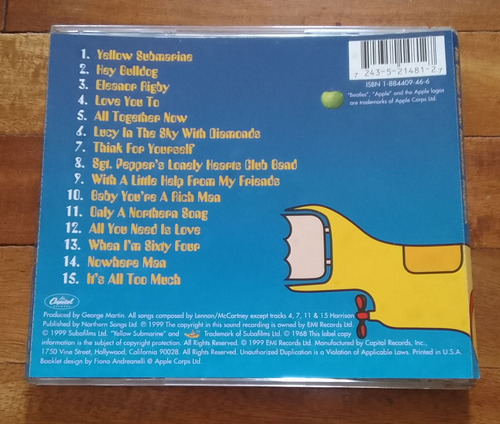 1. Yellow Submarine
2. Hey Bulldog
3. Eleanor Rigby
4. Love You To
5. All Together Now
6. Lucy In The Sky With Diamonds
7. Think For Yourself
8. Sgt. Pepper's Lonely Hearts Club Band
9. With A Little Help From My Friends
10. Baby You're A Rich Man
11. Only A Northern Song
12. All You Need Is Love
13. When I'm Sixty Four
14. Nowhere Man
15. It's All Too Much
7 243-5-21481-2 7
ISBN 1-884409-46-6
"Beatles", "Apple" and the Apple logo
are trademarks of Apple Corps Ltd.
Capitol
Produced by George Martin. All songs composed by Lennon/McCartney except tracks 4, 7, 11 & 15 Harrison
Published by Northern Songs Ltd. ℗ 1999 The copyright in this sound recording is owned by EMI Records Ltd.
© 1999 Subafilms Ltd. "Yellow Submarine" and Trademark of Subafilms Ltd. © 1968 This label copy
information is the subject of copyright protection. All Rights Reserved. © 1999 EMI Records Ltd. Manufactured by Capitol Records, Inc.,
1750 Vine Street, Hollywood, California 90028. All Rights Reserved. Unauthorized Duplication is a Violation of Applicable Laws. Printed in U.S.A.
Booklet design by Fiona Andreanelli @ Apple Corps Ltd.